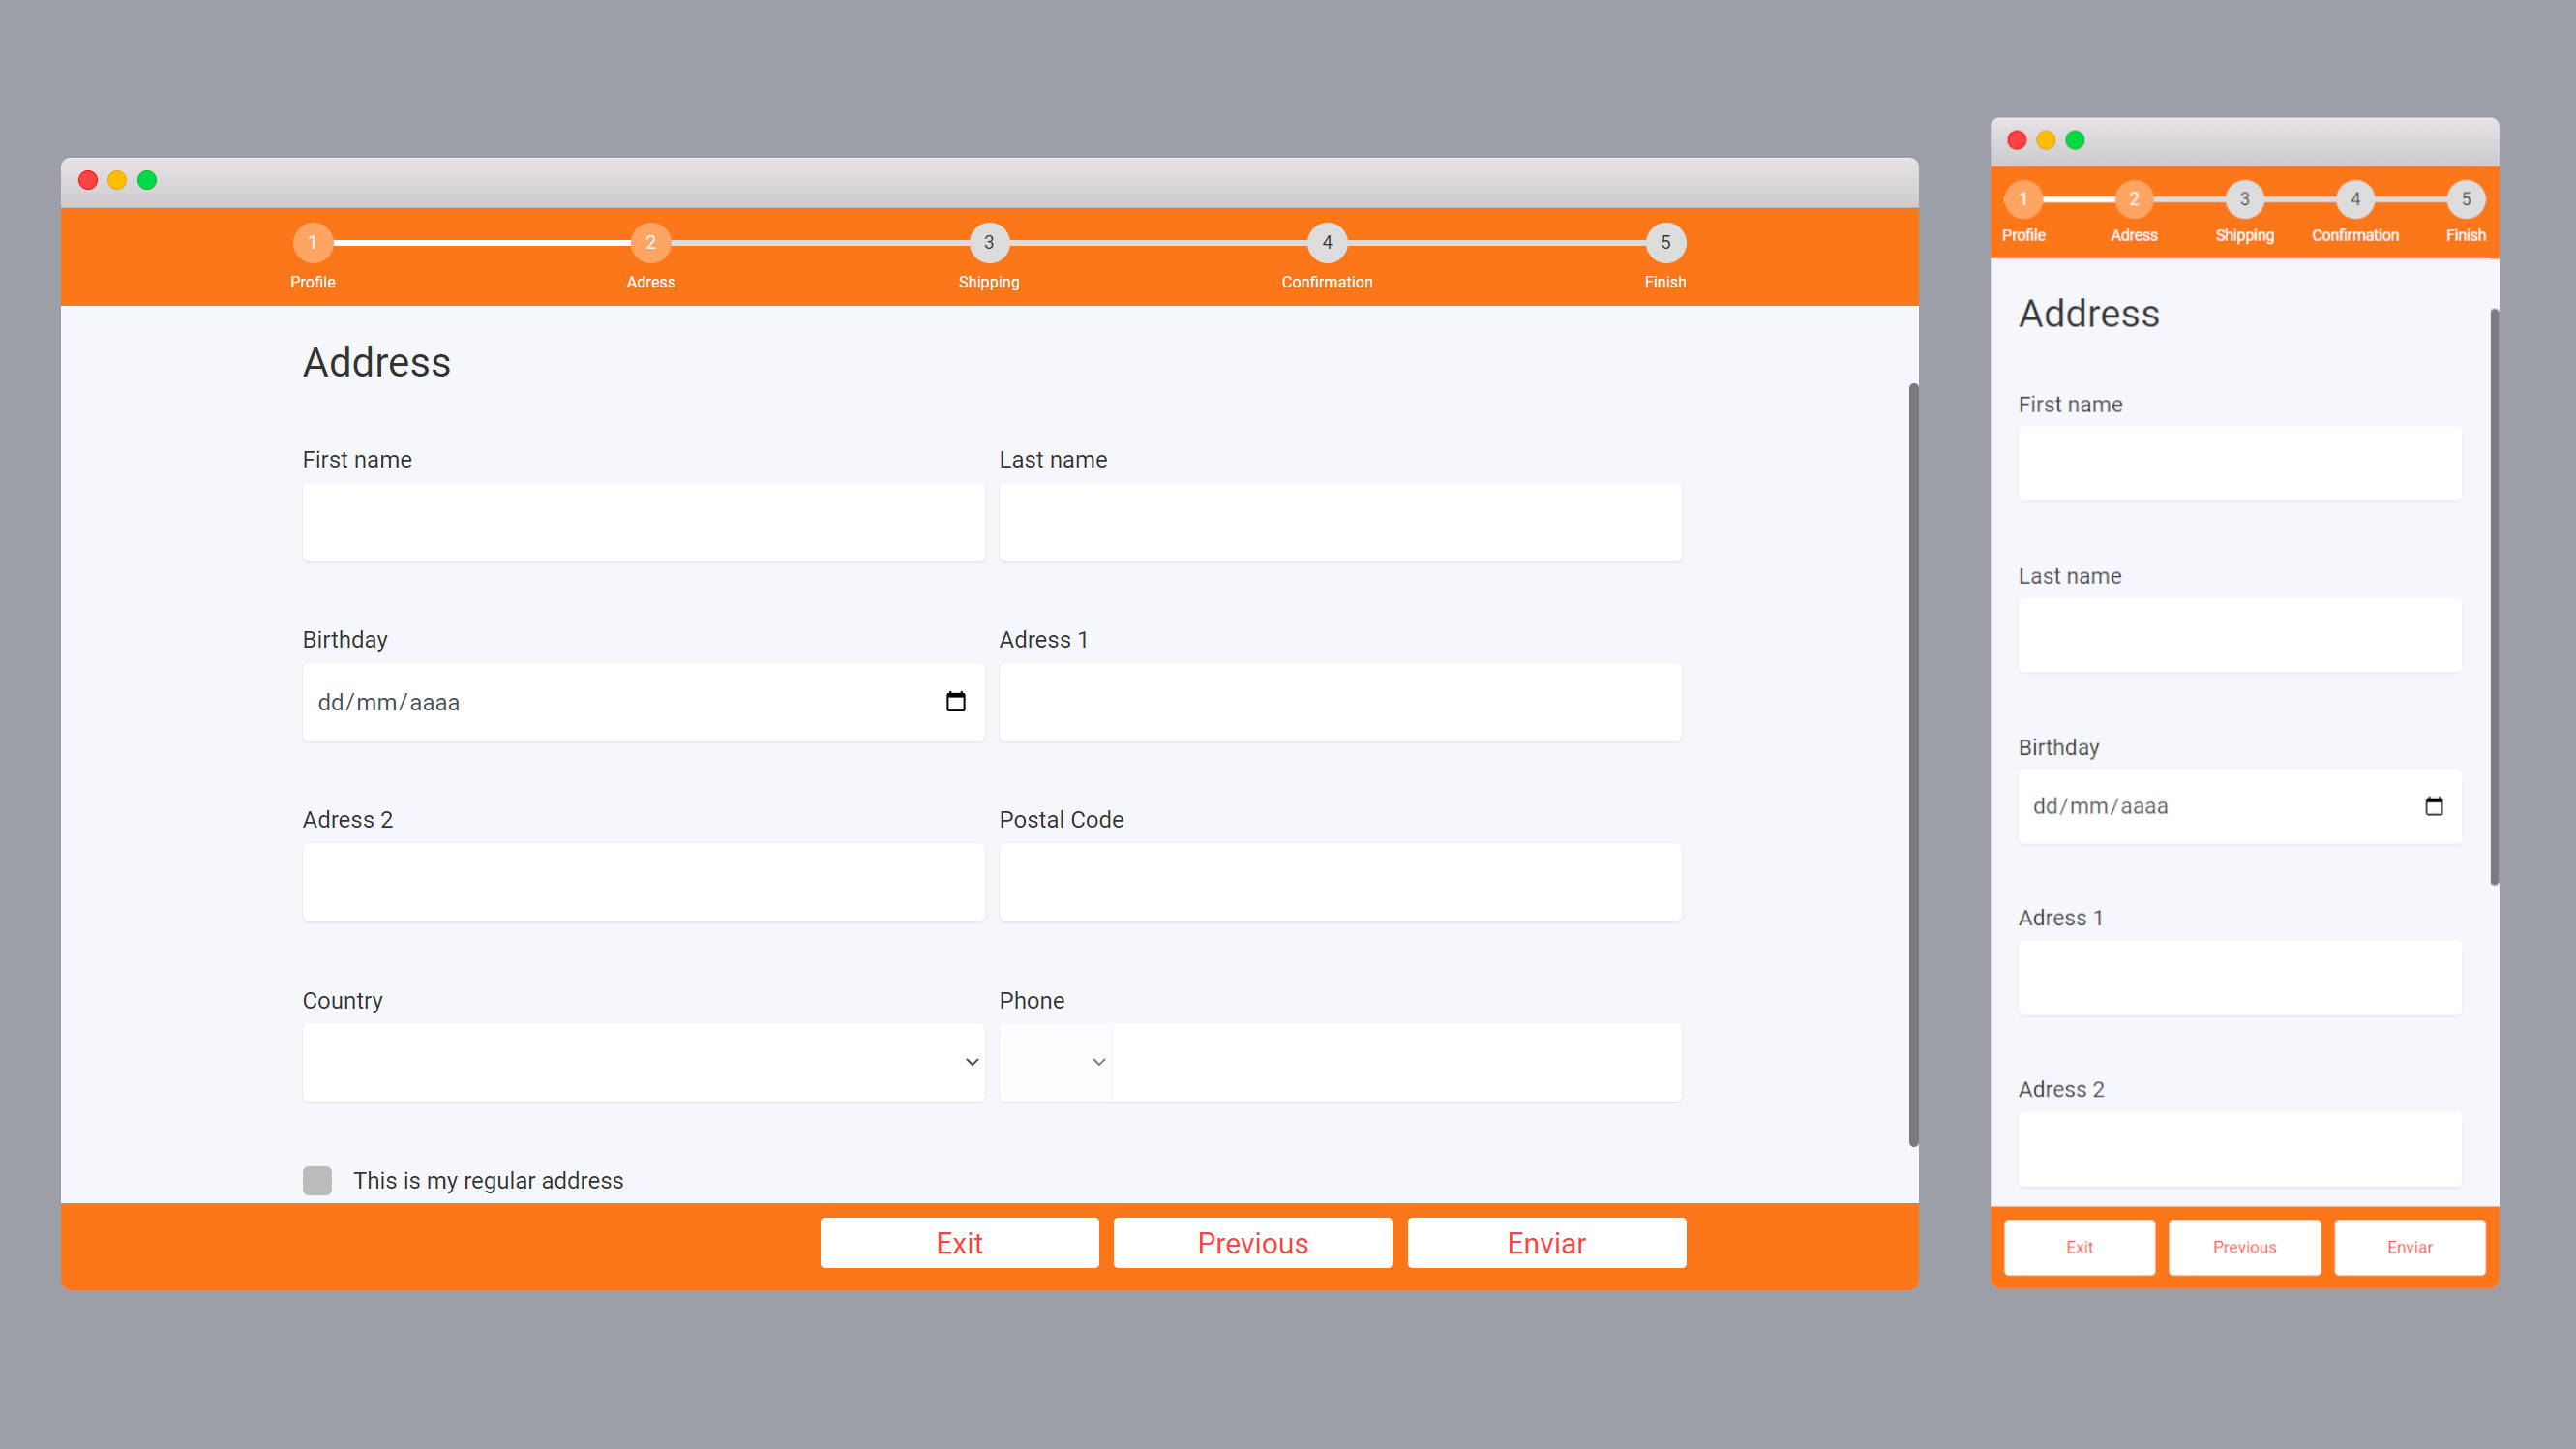 1 2 3 4 5
Profile Adress Shipping Confirmation Finish
Address
First name Last name
Birthday Adress 1
dd/mm/aaaa
Adress 2 Postal Code
Country Phone
This is my regular address
Exit Previous Enviar
1 2 3 4 5
Profile Adress Shipping Confirmation Finish
Address
First name
Last name
Birthday
dd/mm/aaaa
Adress 1
Adress 2
Exit Previous Enviar